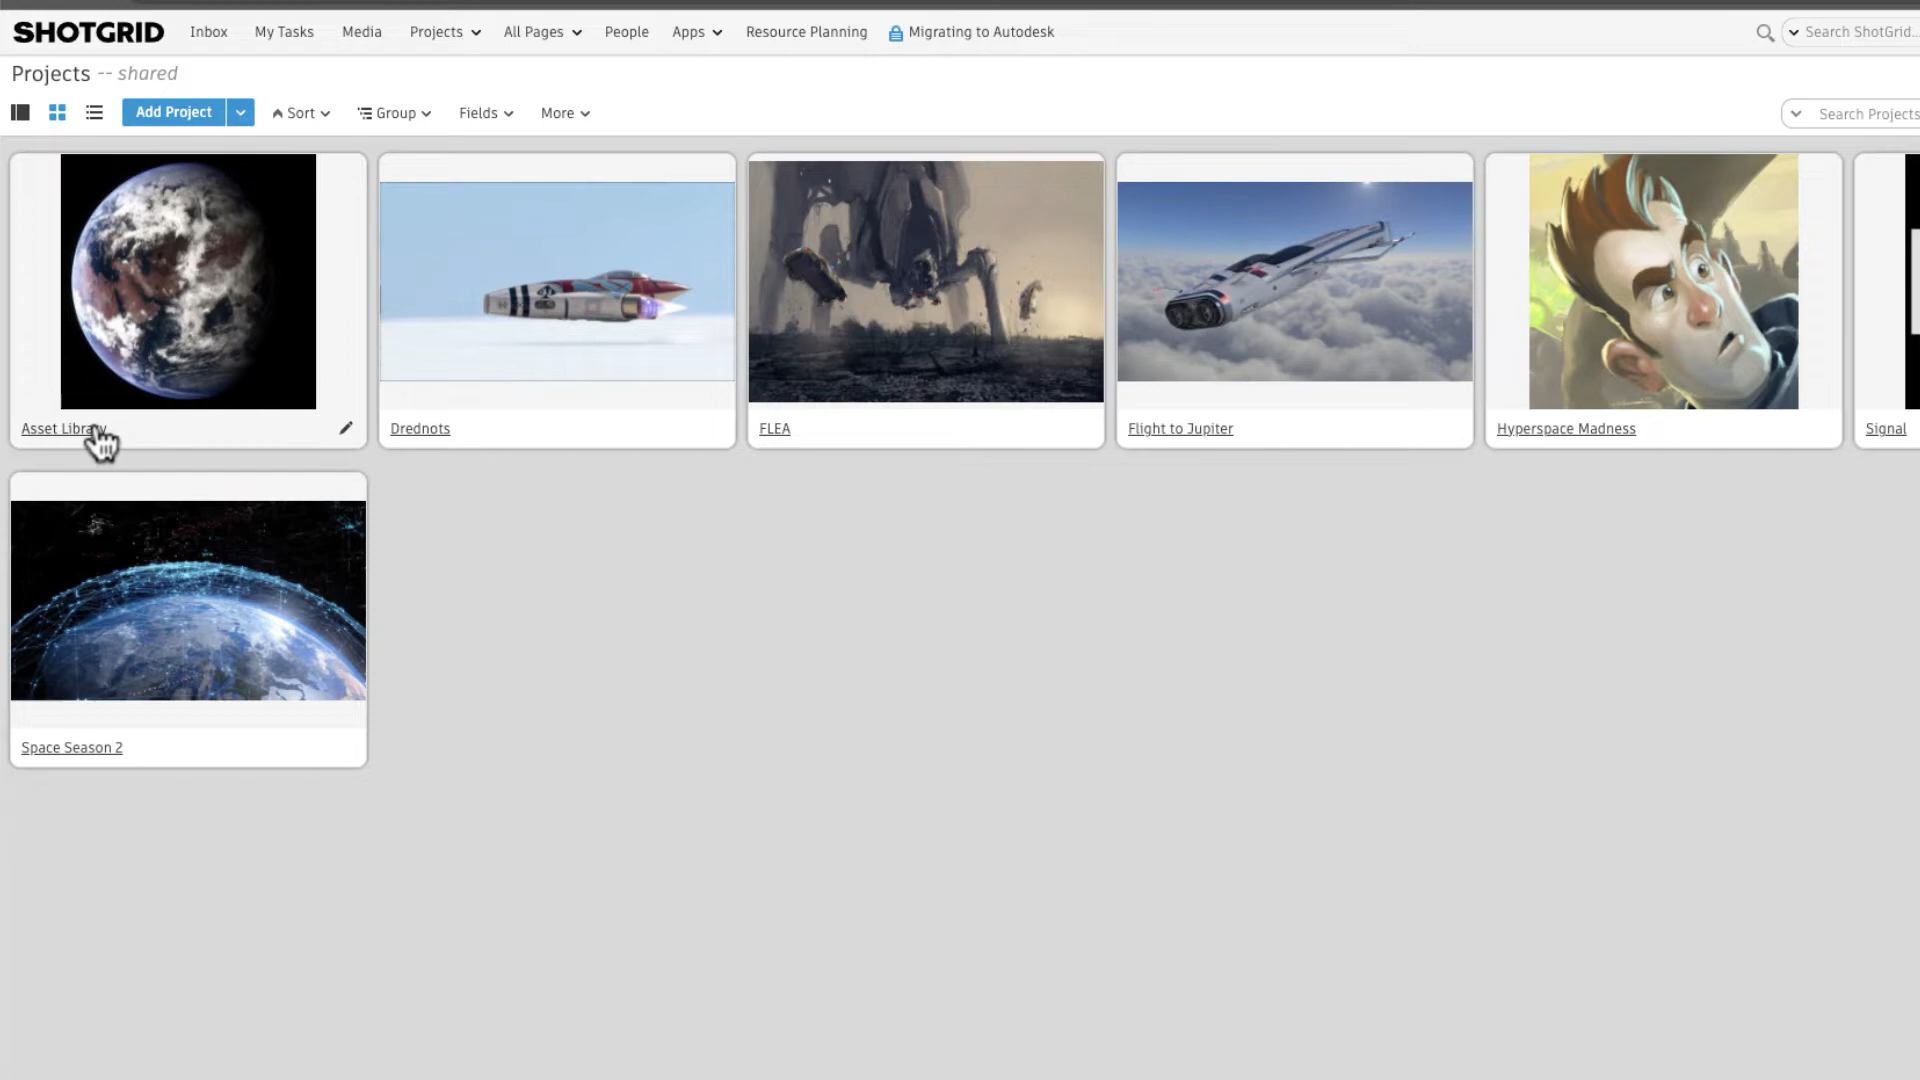 SHOTGRID Inbox My Tasks Media Projects All Pages People Apps Resource Planning Migrating to Autodesk Search ShotGrid...
Projects -- shared
Add Project Sort Group Fields More Search Projects
Asset Library Drednots FLEA Flight to Jupiter Hyperspace Madness Signal
Space Season 2